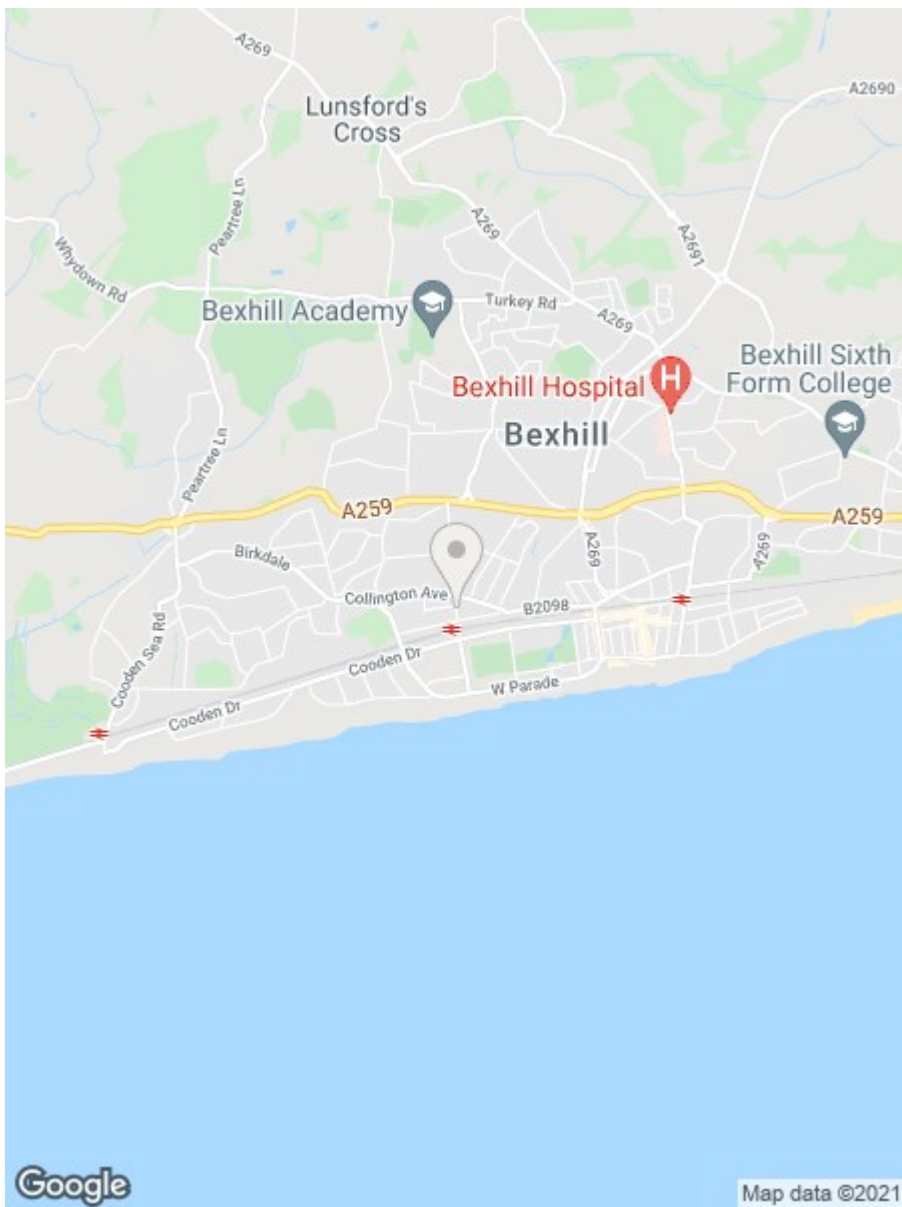 A269
A2690
Lunsford's
Cross
Peartree Ln
A269
A2691
Whydown Rd
Turkey Rd
Bexhill Academy
A269
Bexhill Sixth
Form College
Bexhill Hospital
H
Bexhill
Peartree Ln
A259
A259
Birkdale
A269
A269
Collington Ave
B2098
Cooden Sea Rd
Cooden Dr
W Parade
Cooden Dr
Google
Map data ©2021